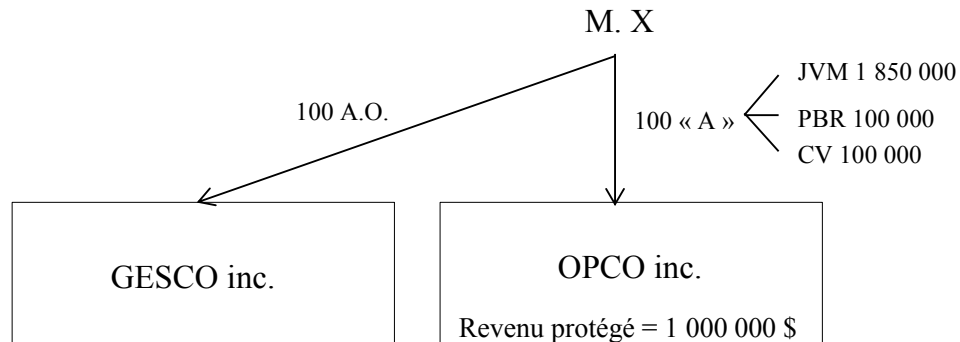 M. X
JVM 1 850 000
100 A.O.
100 « A »
PBR 100 000
CV 100 000
GESCO inc.
OPCO inc.
Revenu protégé = 1 000 000 $